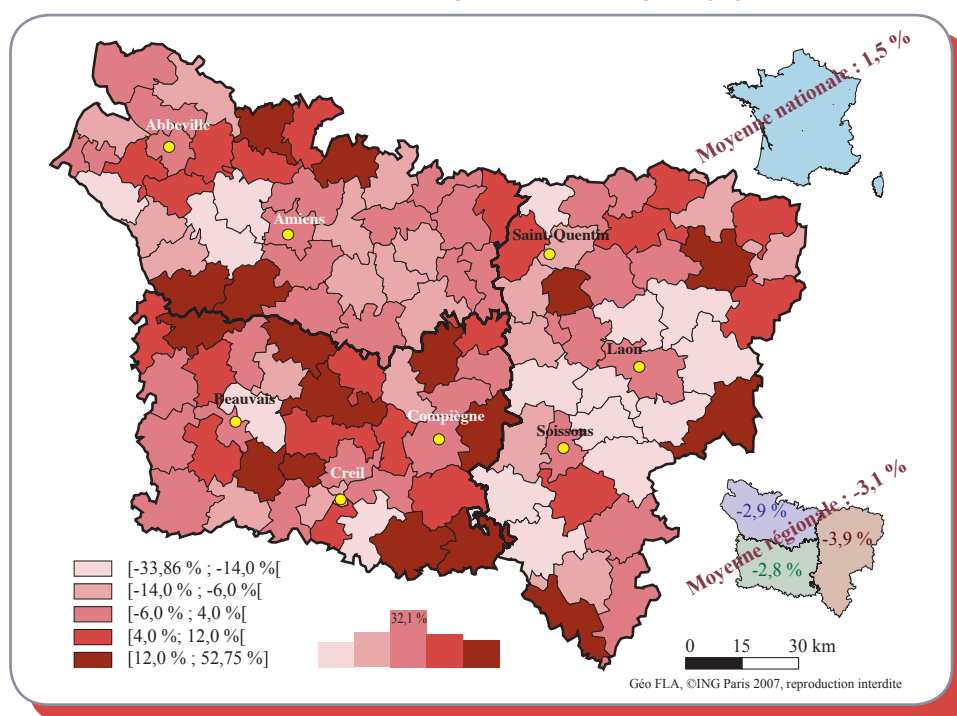 Moyenne nationale : 1,5 %
Abbeville
Amiens
Saint-Quentin
Laon
Beauvais
Compiègne
Soissons
Creil
Moyenne régionale : -3,1 %
-2,9 %
-3,9 %
-2,8 %
[-33,86 % ; -14,0 %[
[-14,0 % ; -6,0 %[
[-6,0 % ; 4,0 %[
[4,0 %; 12,0 %[
[12,0 % ; 52,75 %]
32,1 %
0 15 30 km
Géo FLA, ©ING Paris 2007, reproduction interdite